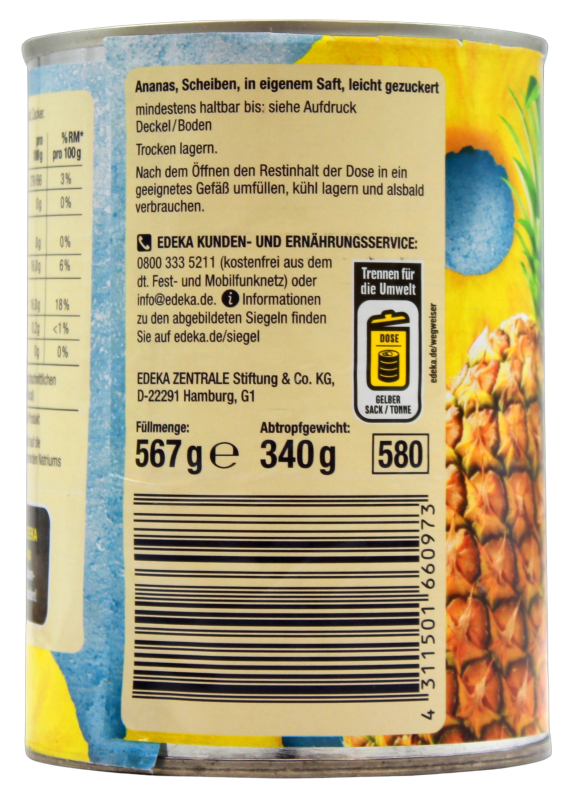 Ananas, Scheiben, in eigenem Saft, leicht gezuckert
mindestens haltbar bis: siehe Aufdruck
Deckel/Boden
Trocken lagern.
Nach dem Öffnen den Restinhalt der Dose in ein
geeignetes Gefäß umfüllen, kühl lagern und alsbald
verbrauchen.
EDEKA KUNDEN- UND ERNÄHRUNGSSERVICE:
0800 333 5211 (kostenfrei aus dem
dt. Fest- und Mobilfunknetz) oder
info@edeka.de. i Informationen
zu den abgebildeten Siegeln finden
Sie auf edeka.de/siegel
EDEKA ZENTRALE Stiftung & Co. KG,
D-22291 Hamburg, G1
Trennen für
die Umwelt
DOSE
GELBER
SACK / TONNE
edeka.de/wegweiser
Füllmenge:
567 g e
Abtropfgewicht:
340 g
580
4 311501 660973
%RM*
pro 100 g
3%
0%
0%
6%
18%
<1%
0%
Natriums